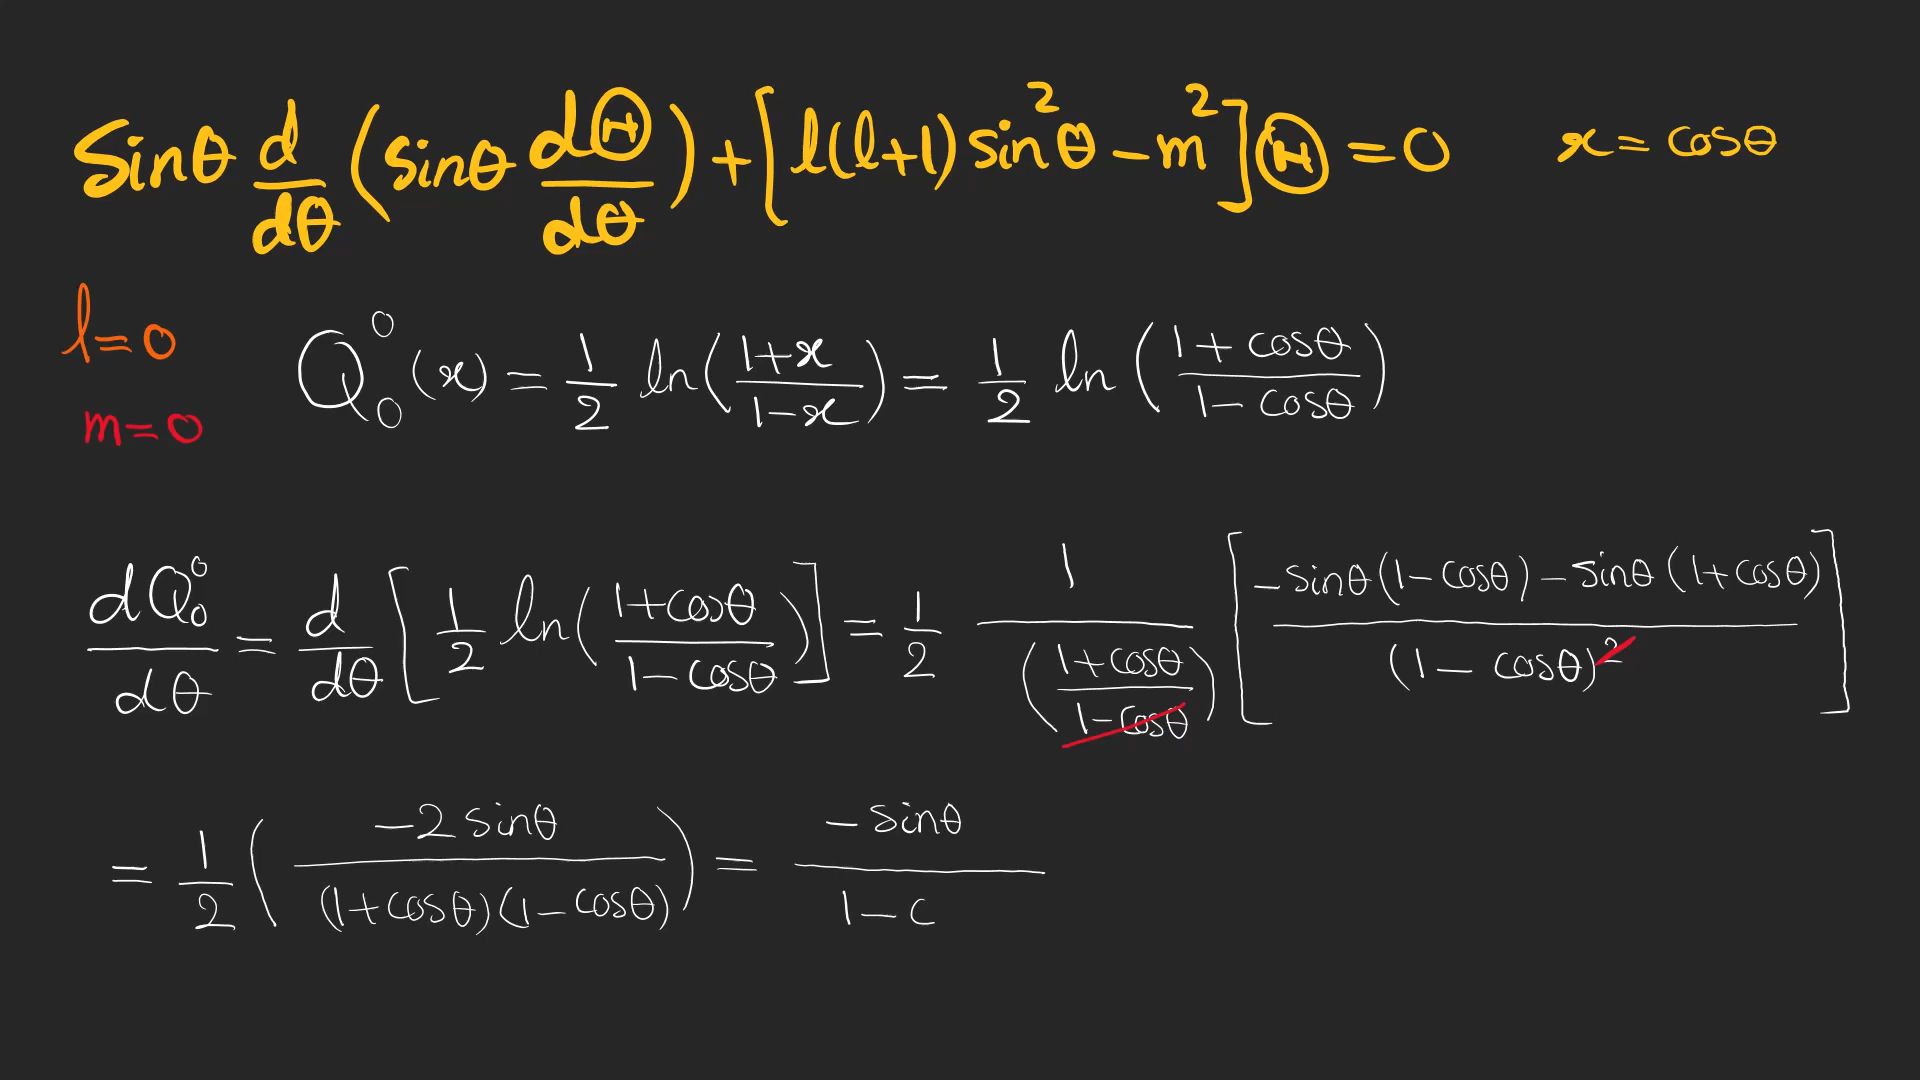 sinθ d/dθ (sinθ dΘ/dθ) + [l(l+1) sin²θ − m²] Θ = 0    x = cosθ
l = 0    Q₀⁰(x) = 1/2 ln((1+x)/(1−x)) = 1/2 ln((1+cosθ)/(1−cosθ))
m = 0
dQ₀⁰/dθ = d/dθ [1/2 ln((1+cosθ)/(1−cosθ))] = 1/2 1/((1+cosθ)/(1−cosθ)) [(−sinθ(1−cosθ) − sinθ(1+cosθ))/(1−cosθ)²]
= 1/2 (−2 sinθ/((1+cosθ)(1−cosθ))) = −sinθ/(1−c